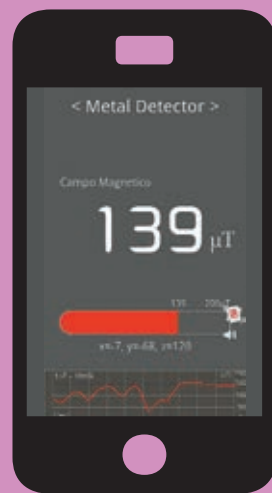 < Metal Detector >
Campo Magnetico
139 μT
x=-7, y=-68, z=120